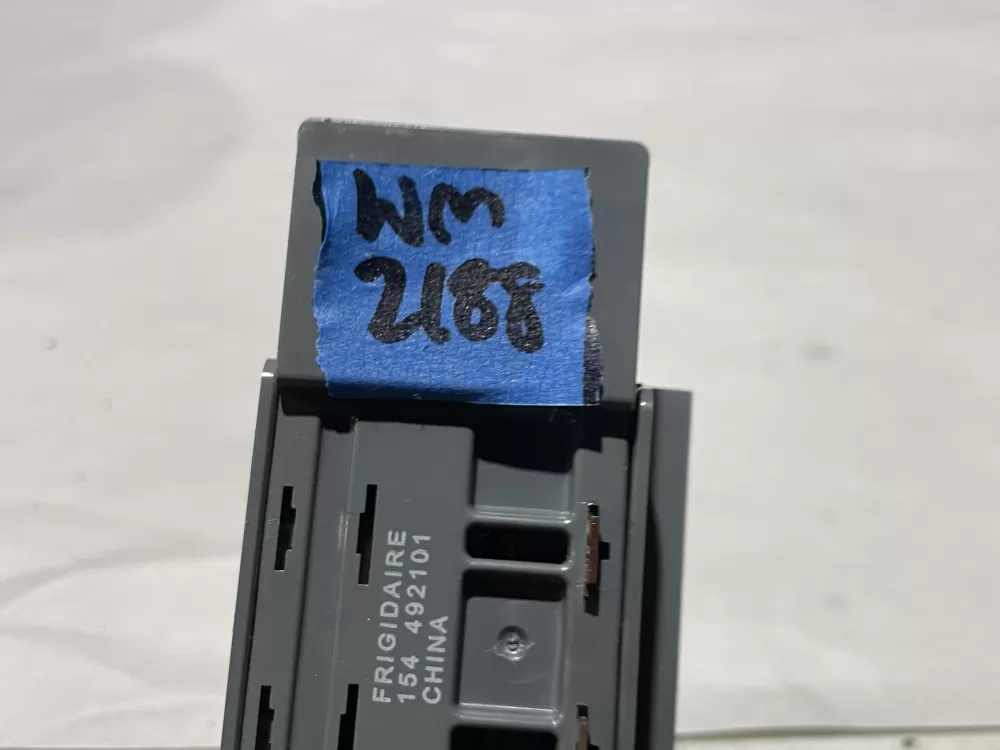 WM
2188
FRIGIDAIRE
154 492101
CHINA